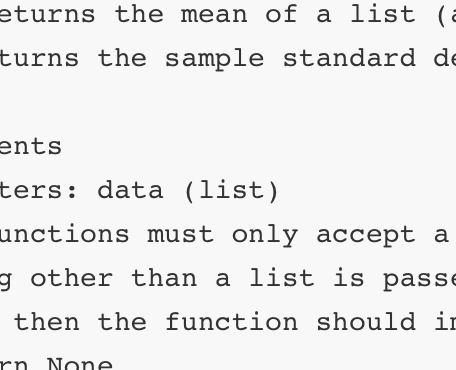 eturns the mean of a list (a
turns the sample standard de
ents
ters: data (list)
unctions must only accept a
g other than a list is passe
then the function should in
rn None